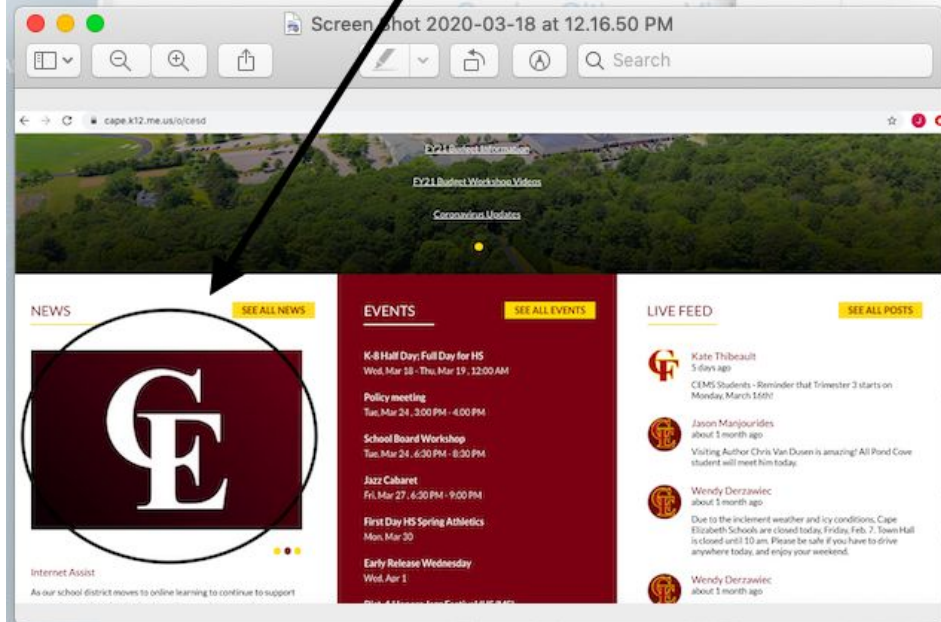 Screen Shot 2020-03-18 at 12.16.50 PM
Search
cape.k12.me.us/o/cesd
J
FY21 Budget Information
FY21 Budget Workshop Videos
Coronavirus Updates
NEWS
SEE ALL NEWS
CE
Internet Assist
As our school district moves to online learning to continue to support
EVENTS
SEE ALL EVENTS
K-8 Half Day; Full Day for HS
Wed, Mar 18 - Thu, Mar 19 , 12:00 AM
Policy meeting
Tue, Mar 24 , 3:00 PM - 4:00 PM
School Board Workshop
Tue, Mar 24 , 6:30 PM - 8:30 PM
Jazz Cabaret
Fri, Mar 27 , 6:30 PM - 9:00 PM
First Day HS Spring Athletics
Mon, Mar 30
Early Release Wednesday
Wed, Apr 1
LIVE FEED
SEE ALL POSTS
CE
Kate Thibeault
5 days ago
CEMS Students - Reminder that Trimester 3 starts on
Monday, March 16th!
CE
Jason Manjourides
about 1 month ago
Visiting Author Chris Van Dusen is amazing! All Pond Cove
student will meet him today.
CE
Wendy Derzawiec
about 1 month ago
Due to the inclement weather and icy conditions, Cape
Elizabeth Schools are closed today, Friday, Feb. 7. Town Hall
is closed until 10 am. Please be safe if you have to drive
anywhere today, and enjoy your weekend.
CE
Wendy Derzawiec
about 1 month ago